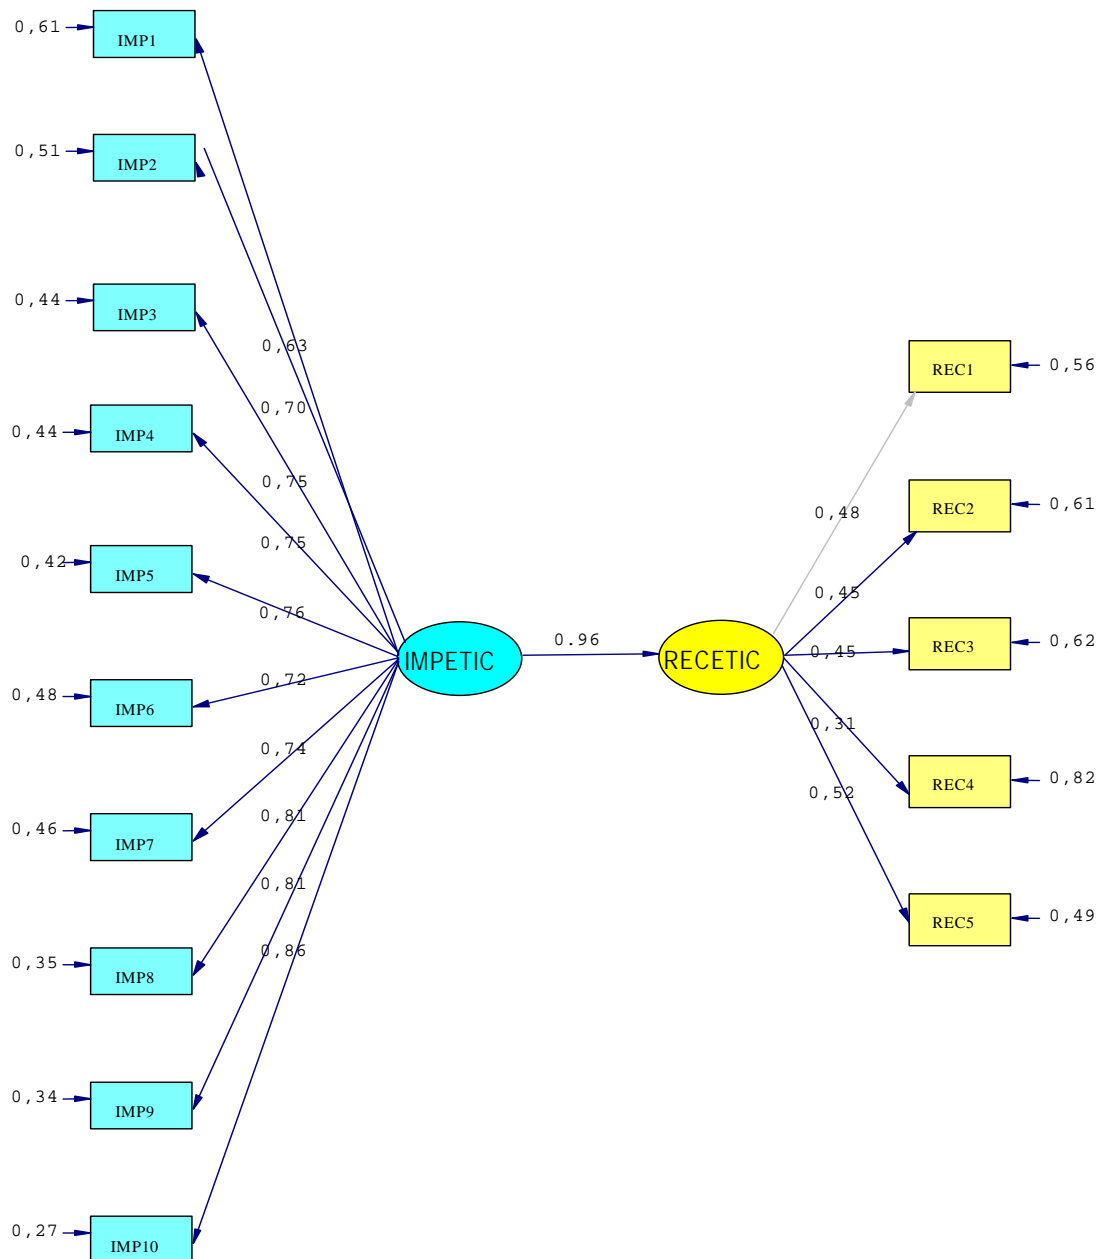 0,61 IMP1
0,51 IMP2
0,44 IMP3
0,63
REC1 0,56
0,70
0,44 IMP4
0,75
0,48
REC2 0,61
0,75
0,42 IMP5
0,45
0,76
IMPETIC 0.96 RECETIC
0,45
REC3 0,62
0,72
0,48 IMP6
0,31
0,74
REC4 0,82
0,52
0,81
0,46 IMP7
0,81
REC5 0,49
0,86
0,35 IMP8
0,34 IMP9
0,27 IMP10